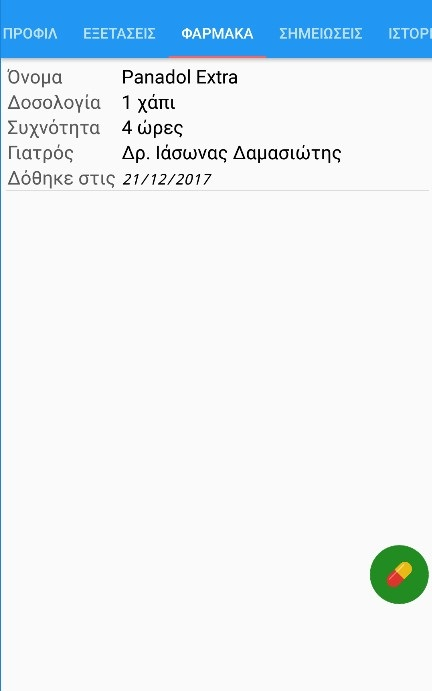 ΠΡΟΦΙΛ ΕΞΕΤΑΣΕΙΣ ΦΑΡΜΑΚΑ ΣΗΜΕΙΩΣΕΙΣ ΙΣΤΟΡΙ
Όνομα Panadol Extra
Δοσολογία 1 χάπι
Συχνότητα 4 ώρες
Γιατρός Δρ. Ιάσωνας Δαμασιώτης
Δόθηκε στις 21/12/2017